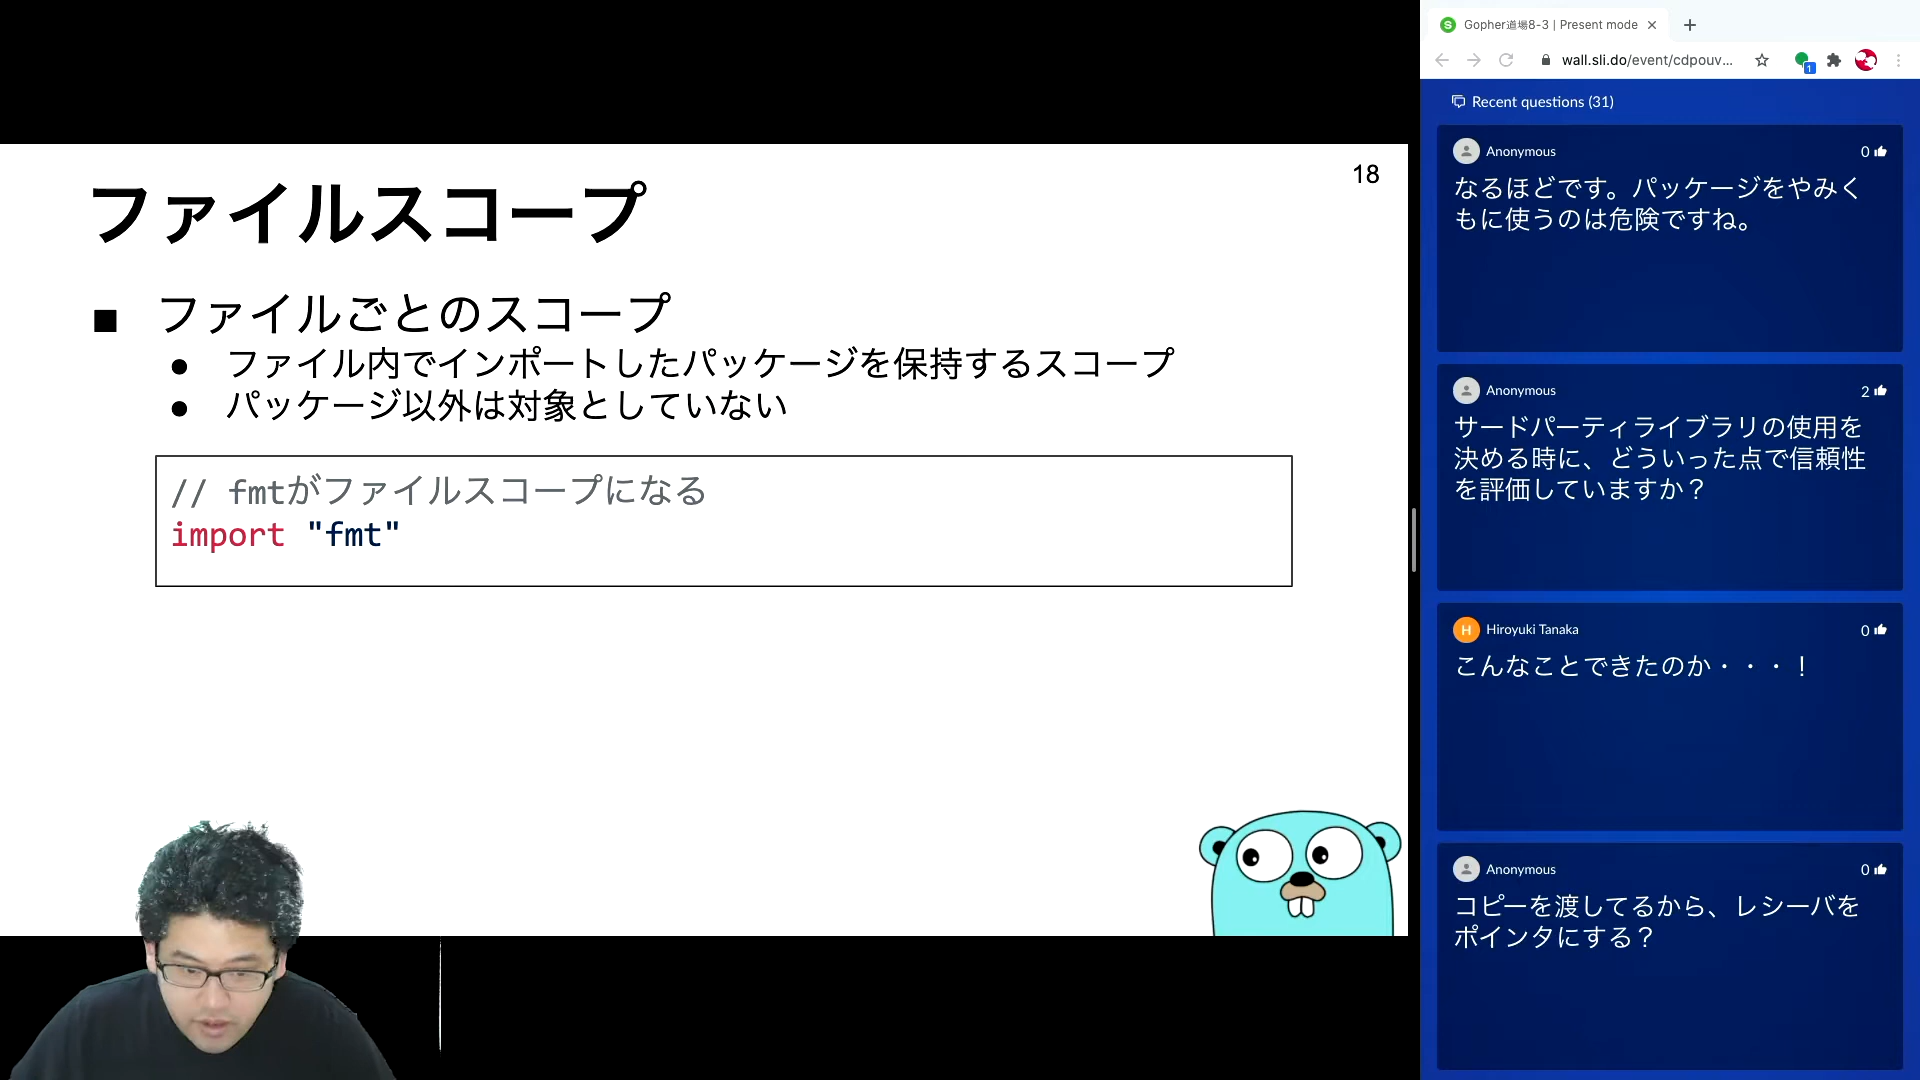 18
ファイルスコープ
■ ファイルごとのスコープ
● ファイル内でインポートしたパッケージを保持するスコープ
● パッケージ以外は対象としていない
// fmtがファイルスコープになる
import "fmt"
Gopher道場8-3 | Present mode
wall.sli.do/event/cdpouv...
1
Recent questions (31)
Anonymous
0
なるほどです。パッケージをやみく
もに使うのは危険ですね。
Anonymous
2
サードパーティライブラリの使用を
決める時に、どういった点で信頼性
を評価していますか？
H
Hiroyuki Tanaka
0
こんなことできたのか・・・！
Anonymous
0
コピーを渡してるから、レシーバを
ポインタにする？